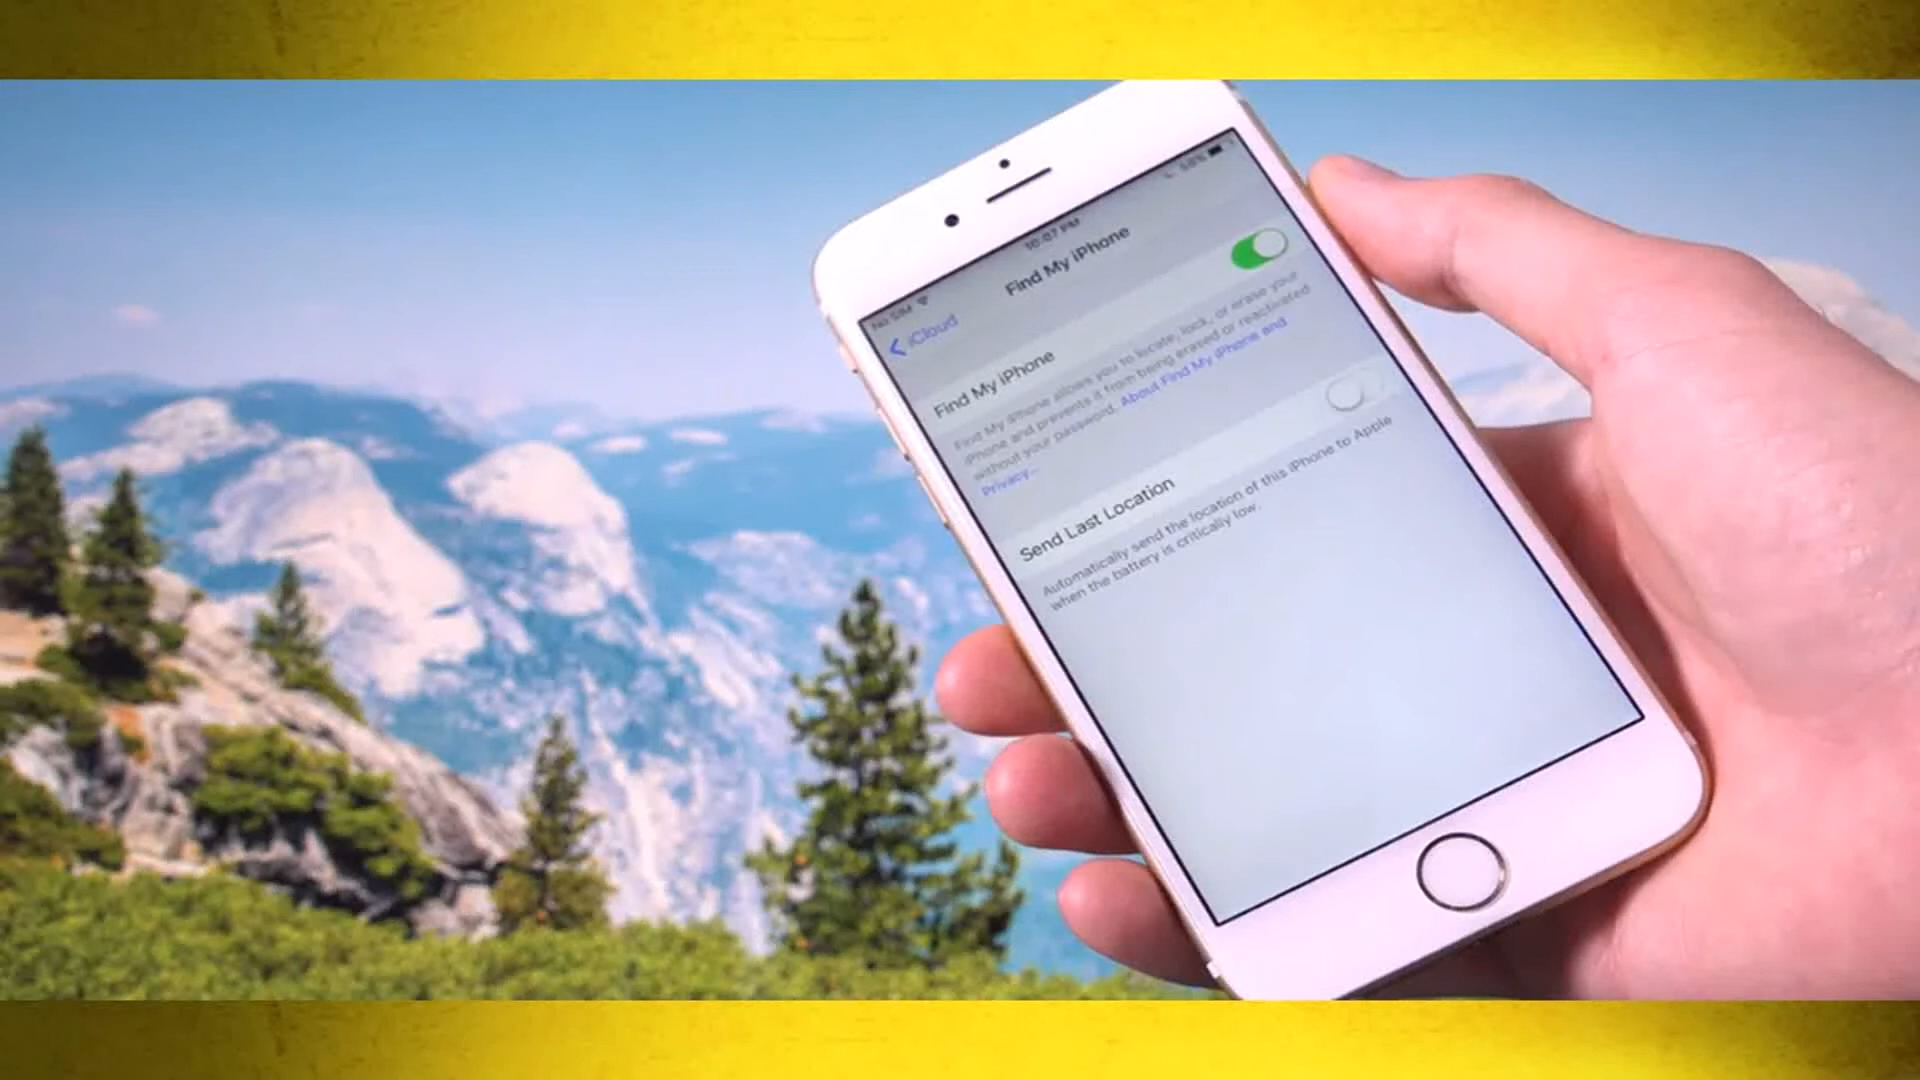 No SIM
10:07 PM
58%
iCloud
Find My iPhone
Find My iPhone
Find My iPhone allows you to locate, lock, or erase your
iPhone and prevents it from being erased or reactivated
without your password. About Find My iPhone and
Privacy...
Send Last Location
Automatically send the location of this iPhone to Apple
when the battery is critically low.